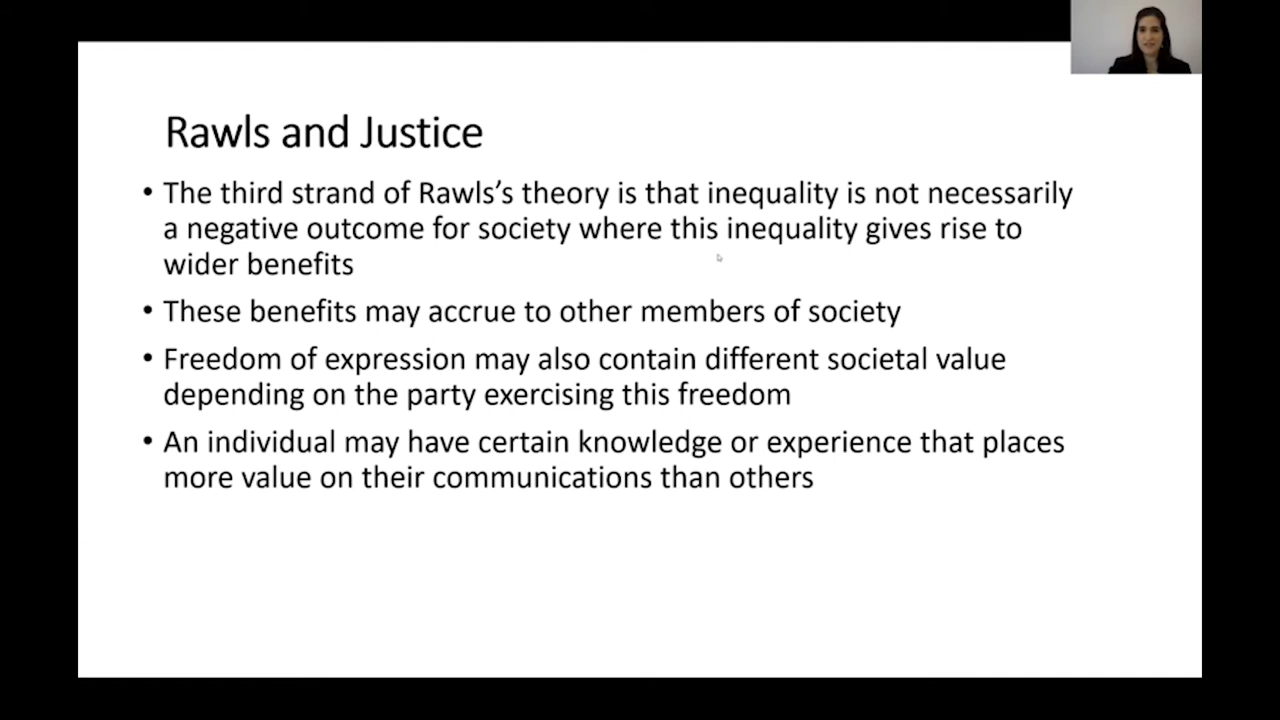 Rawls and Justice
• The third strand of Rawls’s theory is that inequality is not necessarily
a negative outcome for society where this inequality gives rise to
wider benefits
• These benefits may accrue to other members of society
• Freedom of expression may also contain different societal value
depending on the party exercising this freedom
• An individual may have certain knowledge or experience that places
more value on their communications than others